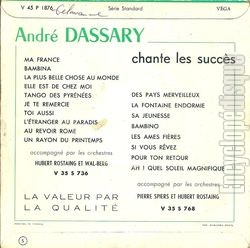 V 45 P 1876
Série Standard
VÉGA
André DASSARY
chante les succès
MA FRANCE
BAMBINA
LA PLUS BELLE CHOSE AU MONDE
ELLE EST DE CHEZ MOI
TANGO DES PYRÉNÉES
JE TE REMERCIE
TOI AUSSI
L'ÉTRANGER AU PARADIS
AU REVOIR ROME
UN RAYON DU PRINTEMPS
accompagné par les orchestres
HUBERT ROSTAING ET WAL-BERG
V 35 S 736
DES PAYS MERVEILLEUX
LA FONTAINE ENDORMIE
SA JEUNESSE
BAMBINO
LES AMES FIÈRES
SI VOUS RÊVEZ
POUR TON RETOUR
AH ! QUEL SOLEIL MAGNIFIQUE
accompagné par les orchestres
PIERRE SPIERS ET HUBERT ROSTAING
V 35 S 768
LA VALEUR PAR
LA QUALITÉ
S